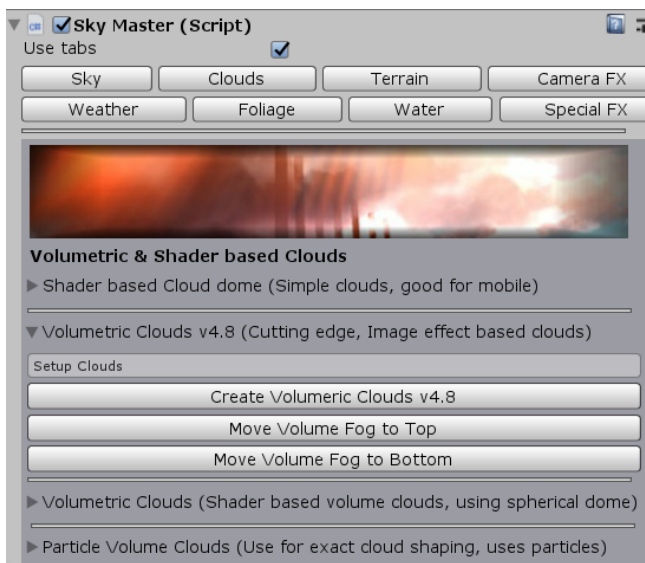 Sky Master (Script)
Use tabs
Sky Clouds Terrain Camera FX
Weather Foliage Water Special FX
Volumetric & Shader based Clouds
Shader based Cloud dome (Simple clouds, good for mobile)
Volumetric Clouds v4.8 (Cutting edge, Image effect based clouds)
Setup Clouds
Create Volumeric Clouds v4.8
Move Volume Fog to Top
Move Volume Fog to Bottom
Volumetric Clouds (Shader based volume clouds, using spherical dome)
Particle Volume Clouds (Use for exact cloud shaping, uses particles)